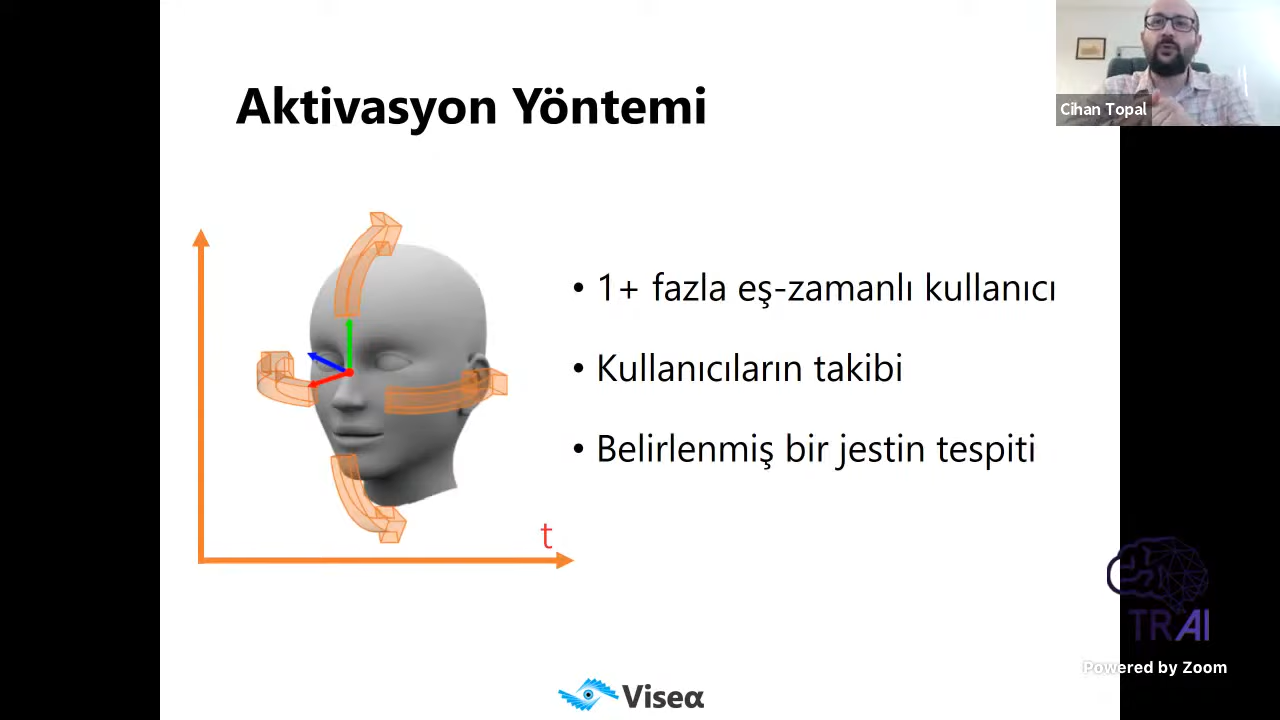 Aktivasyon Yöntemi
Cihan Topal
• 1+ fazla eş-zamanlı kullanıcı
• Kullanıcıların takibi
• Belirlenmiş bir jestin tespiti
t
TRAI
Powered by Zoom
Visea